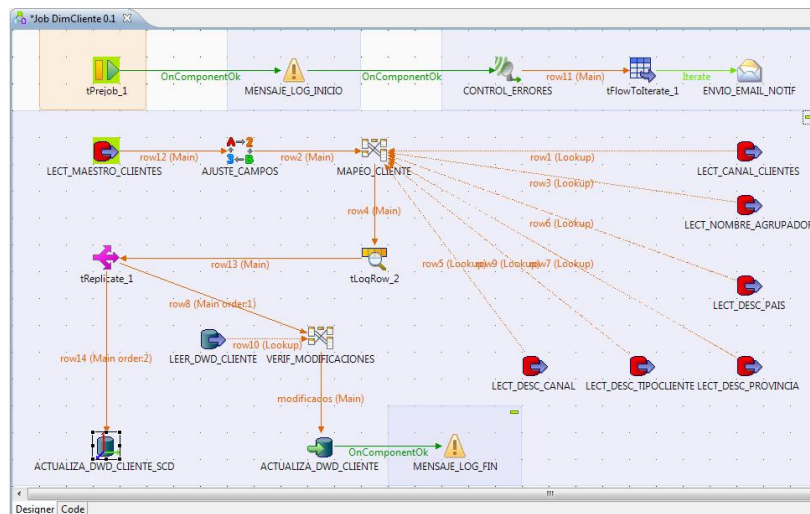 *Job DimCliente 0.1
OnComponentOk
OnComponentOk
row11 (Main)
Iterate
tPrejob_1
MENSAJE_LOG_INICIO
CONTROL_ERRORES
tFlowToIterate_1
ENVIO_EMAIL_NOTIF
row12 (Main)
row2 (Main)
row1 (Lookup)
LECT_MAESTRO_CLIENTES
AJUSTE_CAMPOS
MAPEO_CLIENTE
LECT_CANAL_CLIENTES
row3 (Lookup)
row4 (Main)
row6 (Lookup)
LECT_NOMBRE_AGRUPADOR
row13 (Main)
row5 (Lookup)
row9 (Lookup)
row7 (Lookup)
tReplicate_1
tLogRow_2
row8 (Main order:1)
LECT_DESC_PAIS
row10 (Lookup)
row14 (Main order:2)
LEER_DWD_CLIENTE
VERIF_MODIFICACIONES
LECT_DESC_CANAL
LECT_DESC_TIPOCLIENTE
LECT_DESC_PROVINCIA
modificados (Main)
OnComponentOk
ACTUALIZA_DWD_CLIENTE_SCD
ACTUALIZA_DWD_CLIENTE
MENSAJE_LOG_FIN
Designer
Code